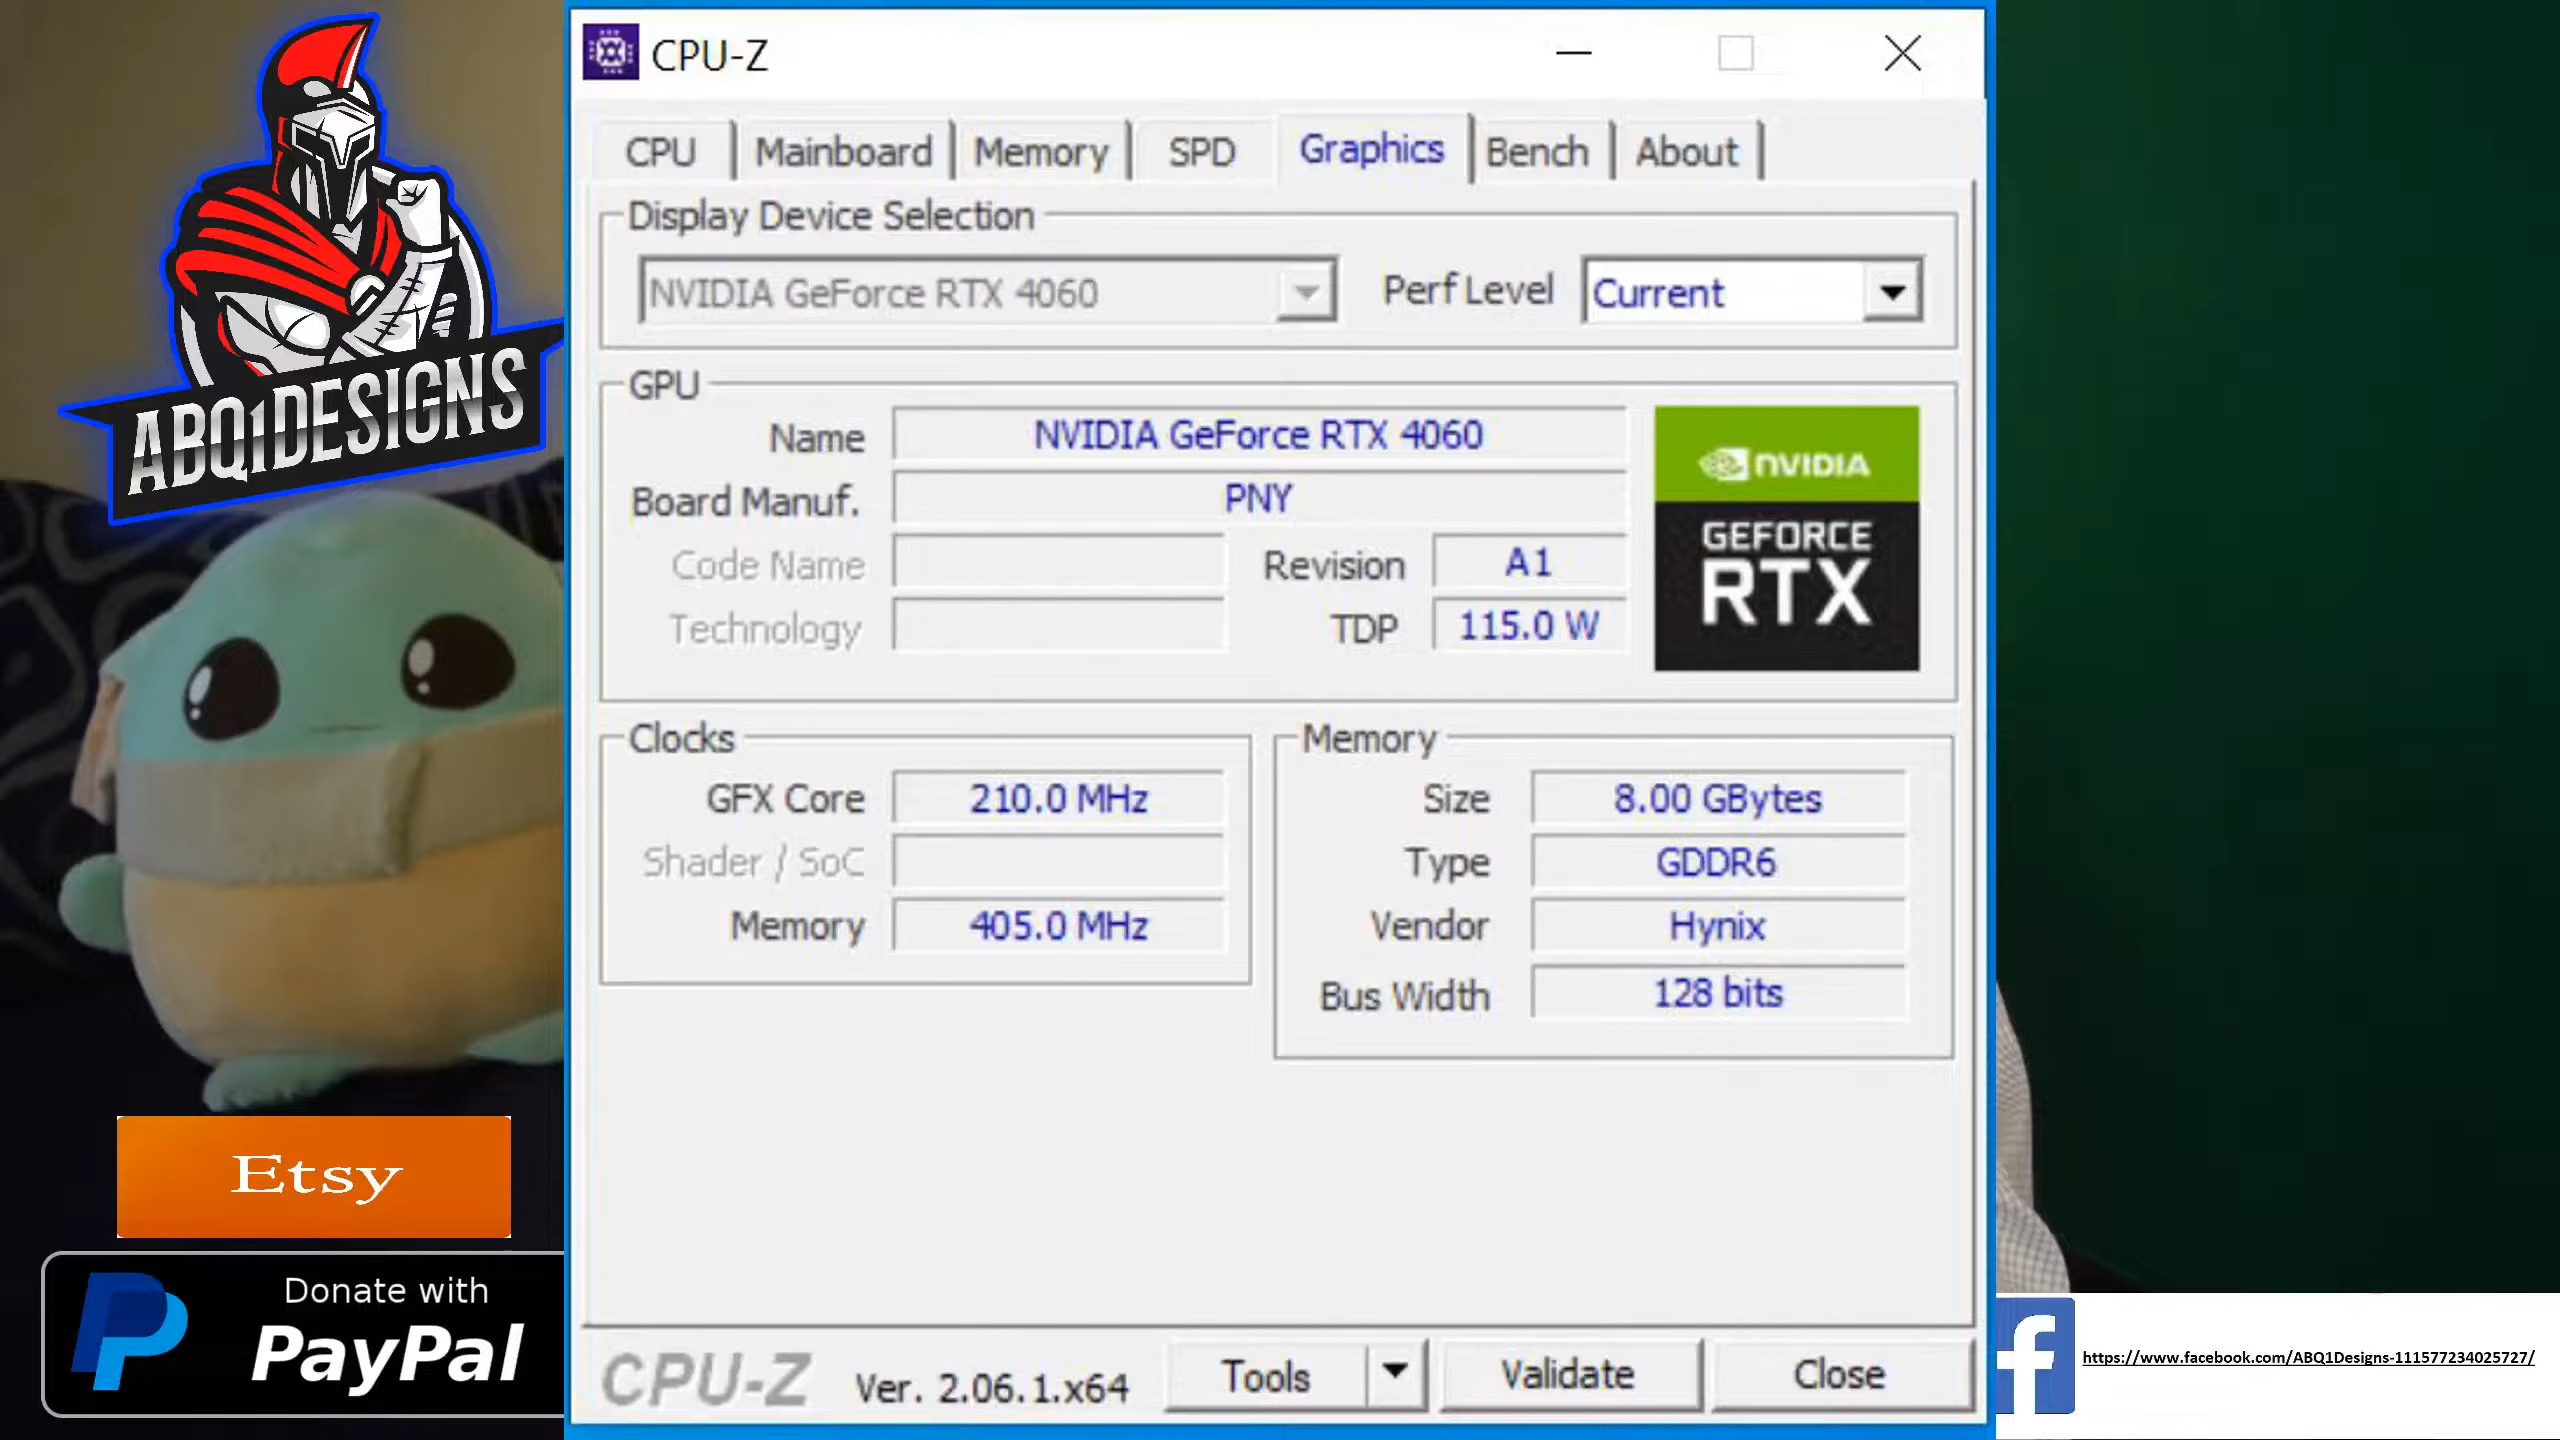 ABQ1DESIGNS
Etsy
Donate with
PayPal
CPU-Z
CPU Mainboard Memory SPD Graphics Bench About
Display Device Selection
NVIDIA GeForce RTX 4060 Perf Level Current
GPU
Name NVIDIA GeForce RTX 4060
Board Manuf. PNY
Code Name Revision A1
Technology TDP 115.0 W
NVIDIA
GEFORCE
RTX
Clocks
GFX Core 210.0 MHz
Shader / SoC
Memory 405.0 MHz
Memory
Size 8.00 GBytes
Type GDDR6
Vendor Hynix
Bus Width 128 bits
CPU-Z Ver. 2.06.1.x64 Tools Validate Close
f https://www.facebook.com/ABQ1Designs-111577234025727/